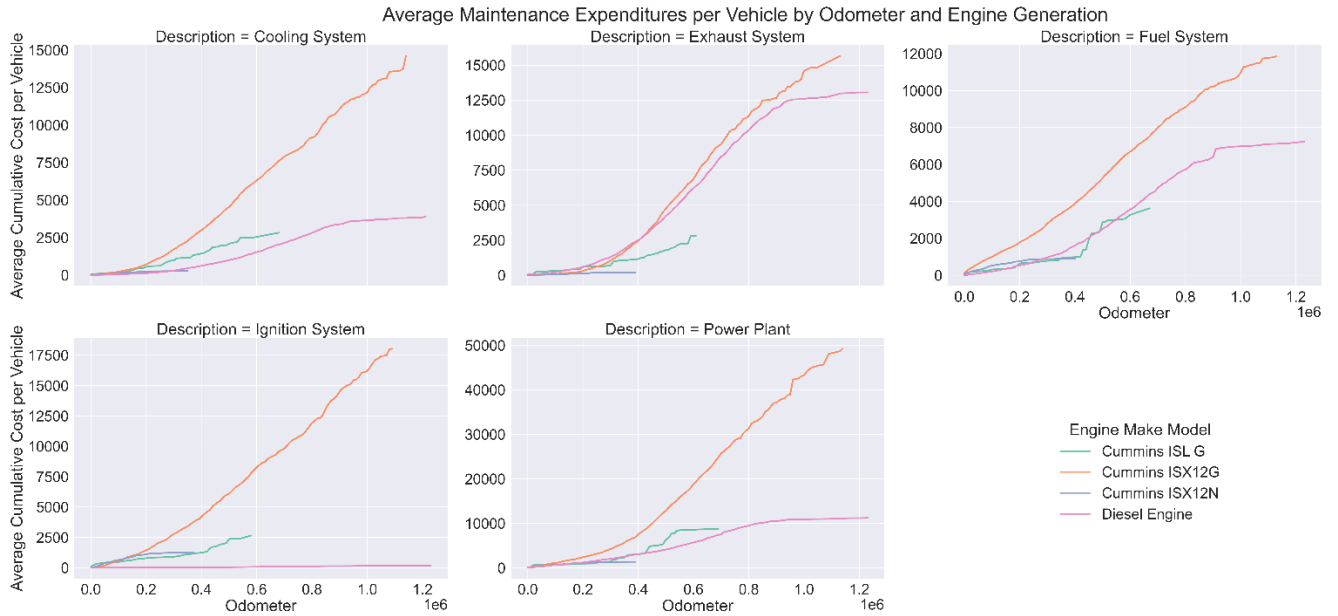 Average Maintenance Expenditures per Vehicle by Odometer and Engine Generation
Description = Cooling System
Average Cumulative Cost per Vehicle
15000
12500
10000
7500
5000
2500
0
Description = Exhaust System
15000
12500
10000
7500
5000
2500
0
Description = Fuel System
12000
10000
8000
6000
4000
2000
0
0.0 0.2 0.4 0.6 0.8 1.0 1.2
Odometer
1e6
Description = Ignition System
Average Cumulative Cost per Vehicle
17500
15000
12500
10000
7500
5000
2500
0
0.0 0.2 0.4 0.6 0.8 1.0 1.2
Odometer
1e6
Description = Power Plant
50000
40000
30000
20000
10000
0
0.0 0.2 0.4 0.6 0.8 1.0 1.2
Odometer
1e6
Engine Make Model
Cummins ISL G
Cummins ISX12G
Cummins ISX12N
Diesel Engine